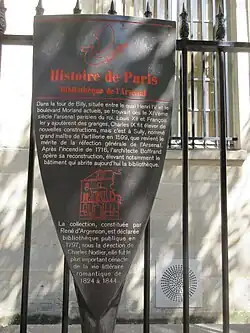 Histoire de Paris
Bibliothèque de l'Arsenal
Dans la tour de Billy, située entre le quai Henri IV et le
boulevard Morland actuels, se trouvait dès le XIVème
siècle l'arsenal parisien du roi. Louis XII et François
Ier y ajoutèrent des granges, Charles IX fit élever de
nouvelles constructions, mais c'est à Sully, nommé
grand maître de l'artillerie en 1599, que revient le
mérite de la réfection générale de l'Arsenal.
Après l'incendie de 1716, l'architecte Boffrand
opère sa reconstruction, élevant notamment le
bâtiment qui abrite aujourd'hui la bibliothèque.
La collection, constituée par
René d'Argenson, est déclarée
bibliothèque publique en
1797; sous la direction de
Charles Nodier, elle fut le
plus important cénacle
de la vie littéraire
romantique de
1824 à 1844.